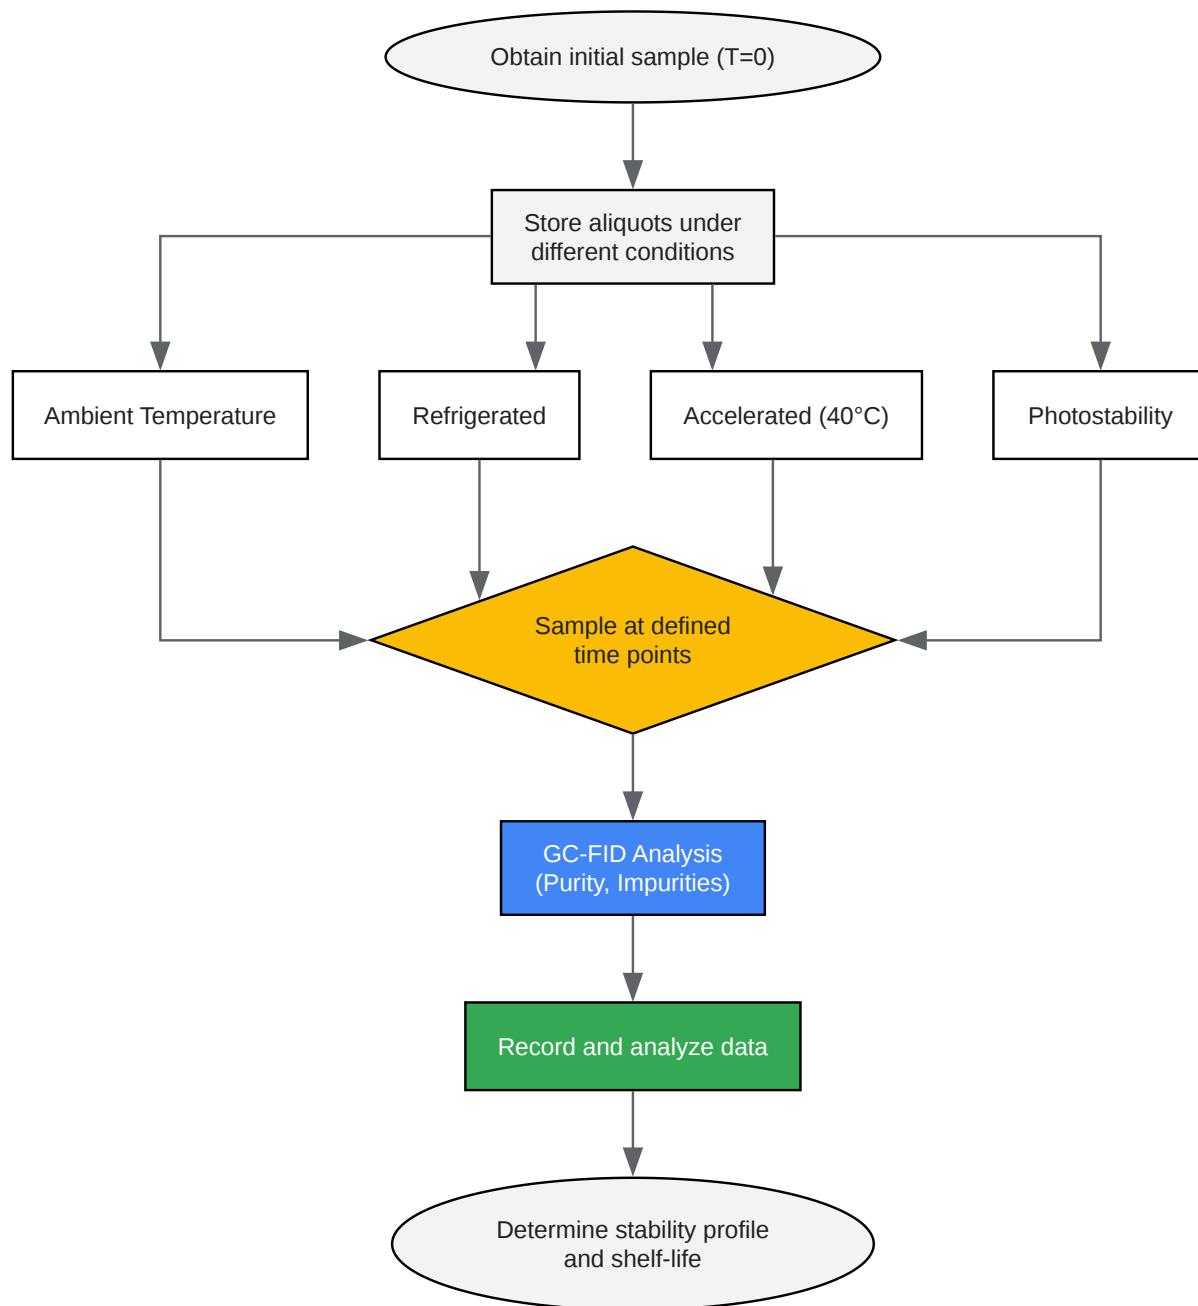 Obtain initial sample (T=0)
Store aliquots under
different conditions
Ambient Temperature
Refrigerated
Accelerated (40°C)
Photostability
Sample at defined
time points
GC-FID Analysis
(Purity, Impurities)
Record and analyze data
Determine stability profile
and shelf-life